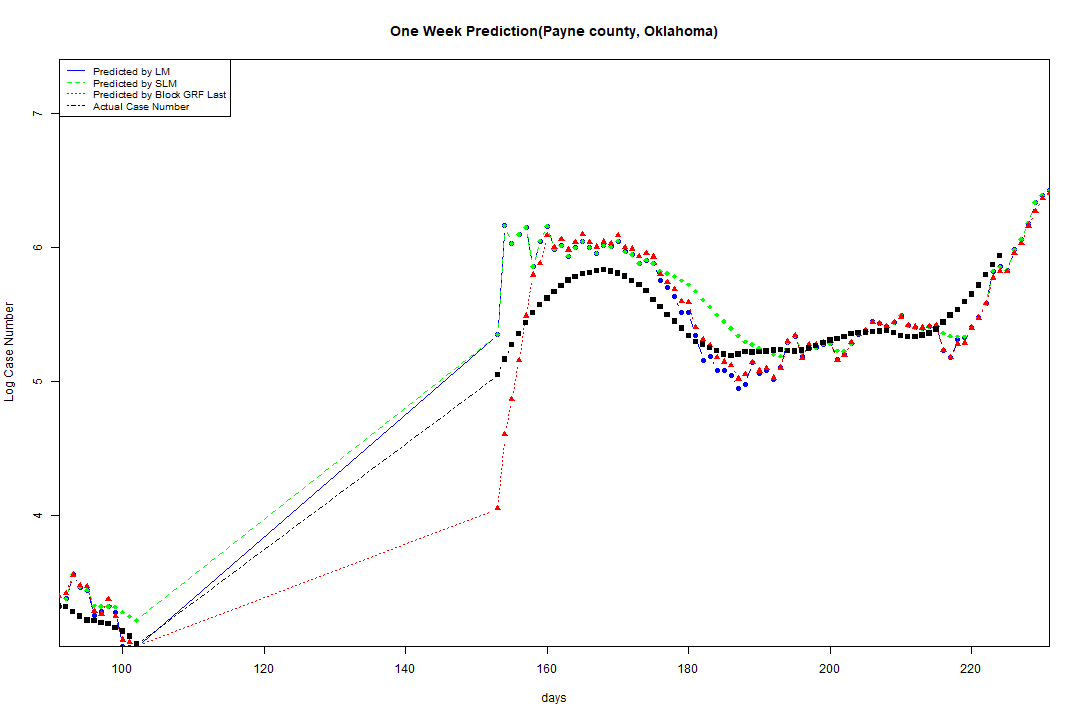 One Week Prediction(Payne county, Oklahoma)
Predicted by LM
Predicted by SLM
Predicted by Block GRF Last
Actual Case Number
Log Case Number
7
6
5
4
100 120 140 160 180 200 220
days